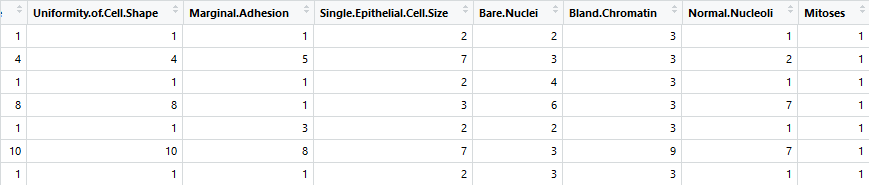 Uniformity.of.Cell.Shape Marginal.Adhesion Single.Epithelial.Cell.Size Bare.Nuclei Bland.Chromatin Normal.Nucleoli Mitoses
1 1 1 2 2 3 1 1
4 4 5 7 3 3 2 1
1 1 1 2 4 3 1 1
8 8 1 3 6 3 7 1
1 1 3 2 2 3 1 1
10 10 8 7 3 9 7 1
1 1 1 2 3 3 1 1